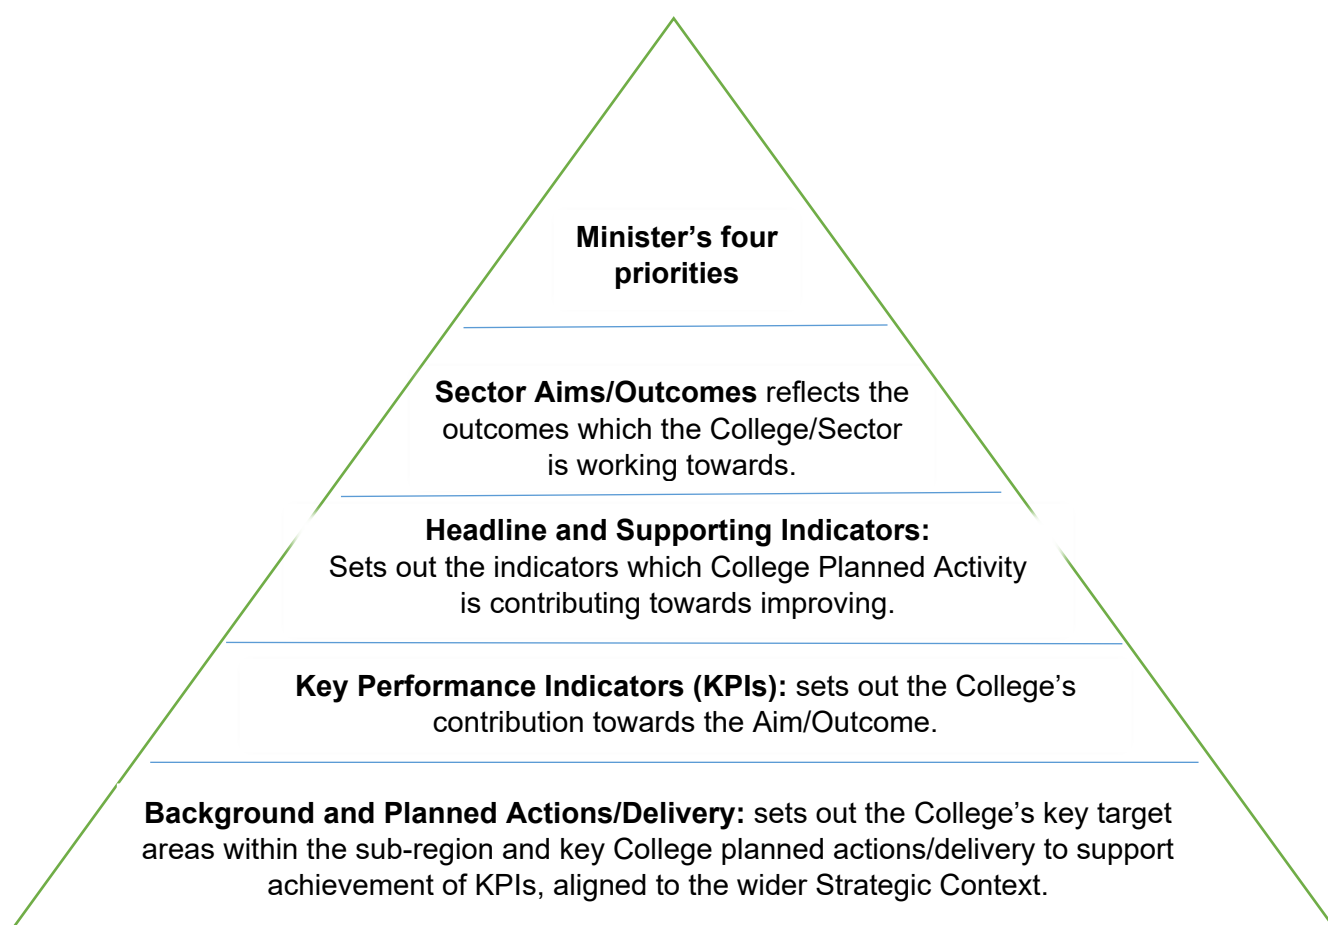 Minister’s four
priorities
Sector Aims/Outcomes reflects the
outcomes which the College/Sector
is working towards.
Headline and Supporting Indicators:
Sets out the indicators which College Planned Activity
is contributing towards improving.
Key Performance Indicators (KPIs): sets out the College’s
contribution towards the Aim/Outcome.
Background and Planned Actions/Delivery: sets out the College’s key target
areas within the sub-region and key College planned actions/delivery to support
achievement of KPIs, aligned to the wider Strategic Context.